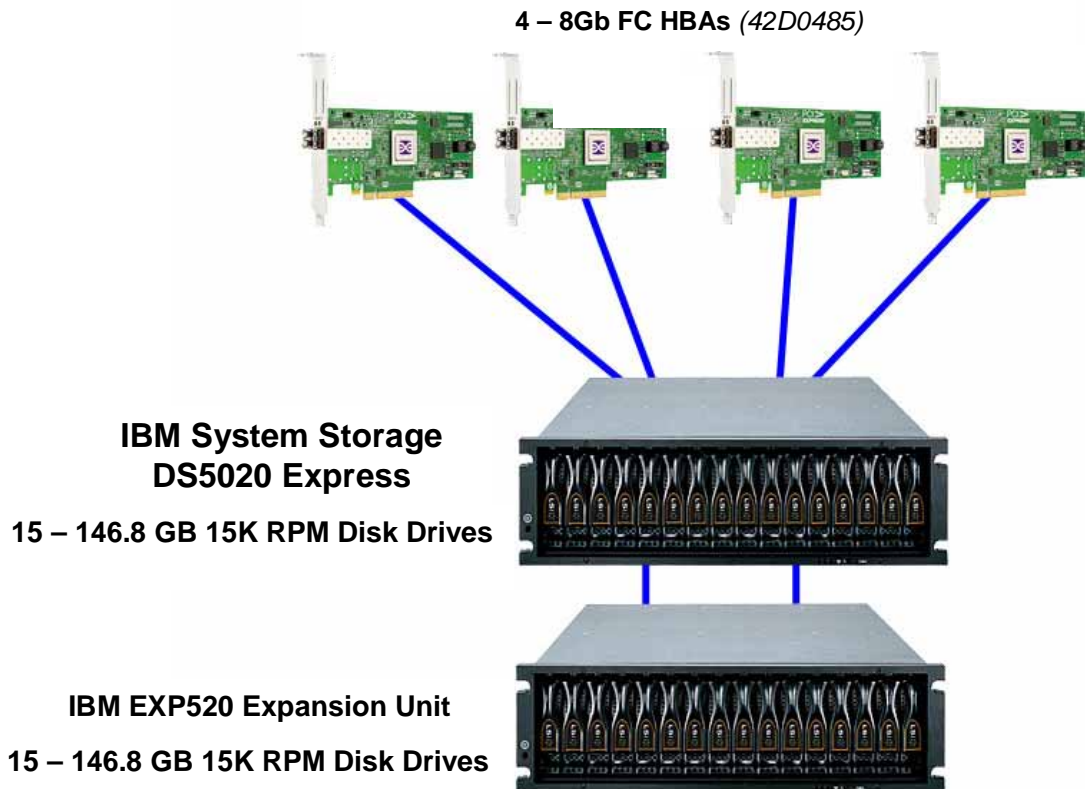 4 – 8Gb FC HBAs (42D0485)
IBM System Storage
DS5020 Express
15 – 146.8 GB 15K RPM Disk Drives
IBM EXP520 Expansion Unit
15 – 146.8 GB 15K RPM Disk Drives